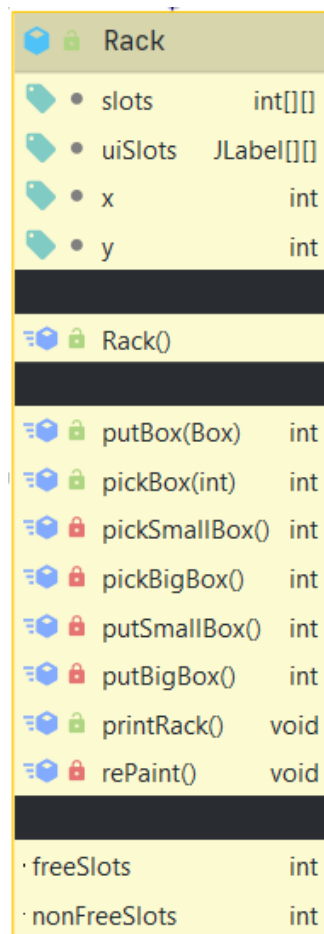 Rack
slots int[][]
uiSlots JLabel[][]
x int
y int
Rack()
putBox(Box) int
pickBox(int) int
pickSmallBox() int
pickBigBox() int
putSmallBox() int
putBigBox() int
printRack() void
rePaint() void
freeSlots int
nonFreeSlots int